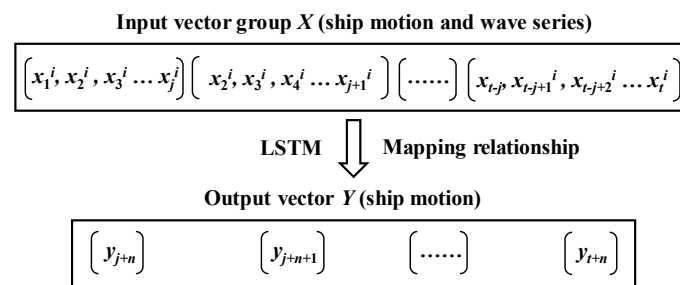 Input vector group X (ship motion and wave series)
(x₁ⁱ, x₂ⁱ, x₃ⁱ … xⱼⁱ) (x₂ⁱ, x₃ⁱ, x₄ⁱ … xⱼ₊₁ⁱ) (……) (xₜ₋ⱼ, xₜ₋ⱼ₊₁ⁱ, xₜ₋ⱼ₊₂ⁱ … xₜⁱ)
LSTM Mapping relationship
Output vector Y (ship motion)
(yⱼ₊ₙ) (yⱼ₊ₙ₊₁) (……) (yₜ₊ₙ)